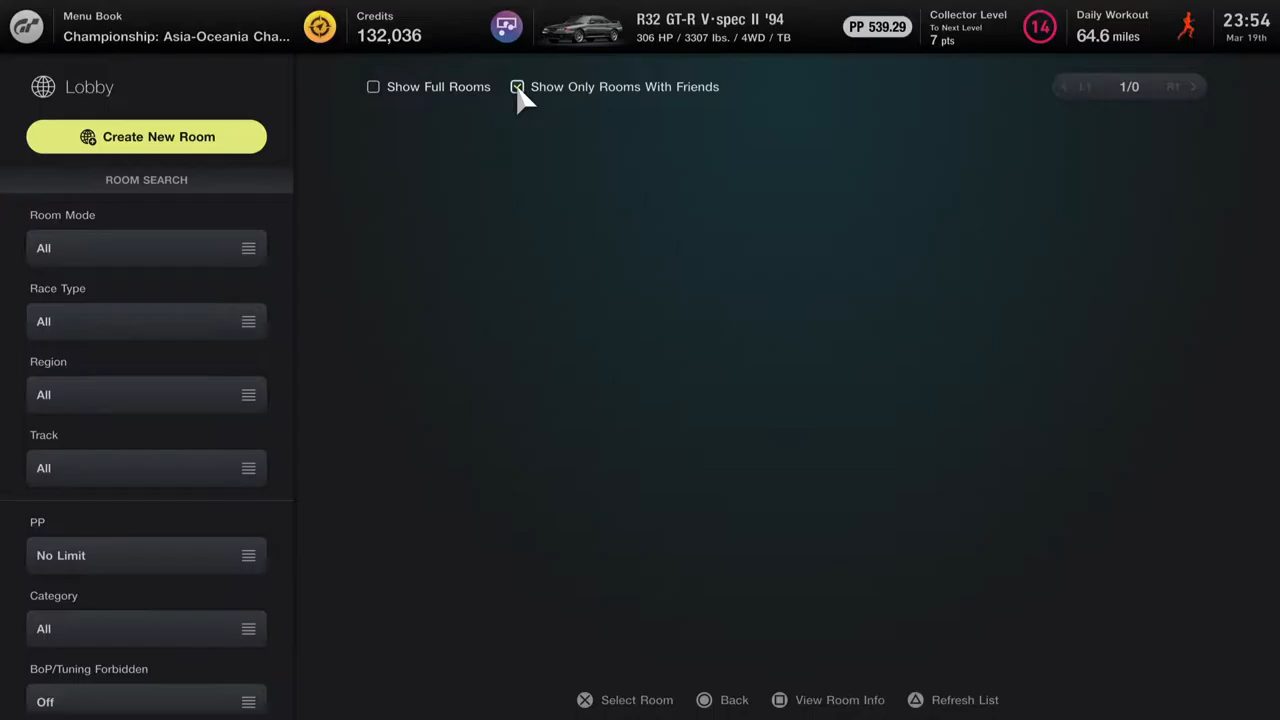 Menu Book
Championship: Asia-Oceania Cha...
Credits
132,036
R32 GT-R V·spec II '94
306 HP / 3307 lbs. / 4WD / TB
PP 539.29
Collector Level
To Next Level
7 pts
14
Daily Workout
64.6 miles
23:54
Mar 19th
Lobby
Show Full Rooms
Show Only Rooms With Friends
L1
1/0
R1
Create New Room
ROOM SEARCH
Room Mode
All
Race Type
All
Region
All
Track
All
PP
No Limit
Category
All
BoP/Tuning Forbidden
Off
Select Room
Back
View Room Info
Refresh List